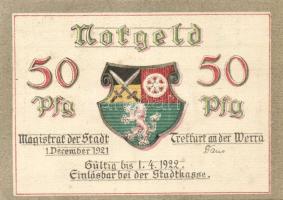 Notgeld
50 Pfg 50 Pfg
Magistrat der Stadt Treffurt an der Werra
1. Dezember 1921
Gültig bis 1. 4. 1922.
Einlösbar bei der Stadtkasse.